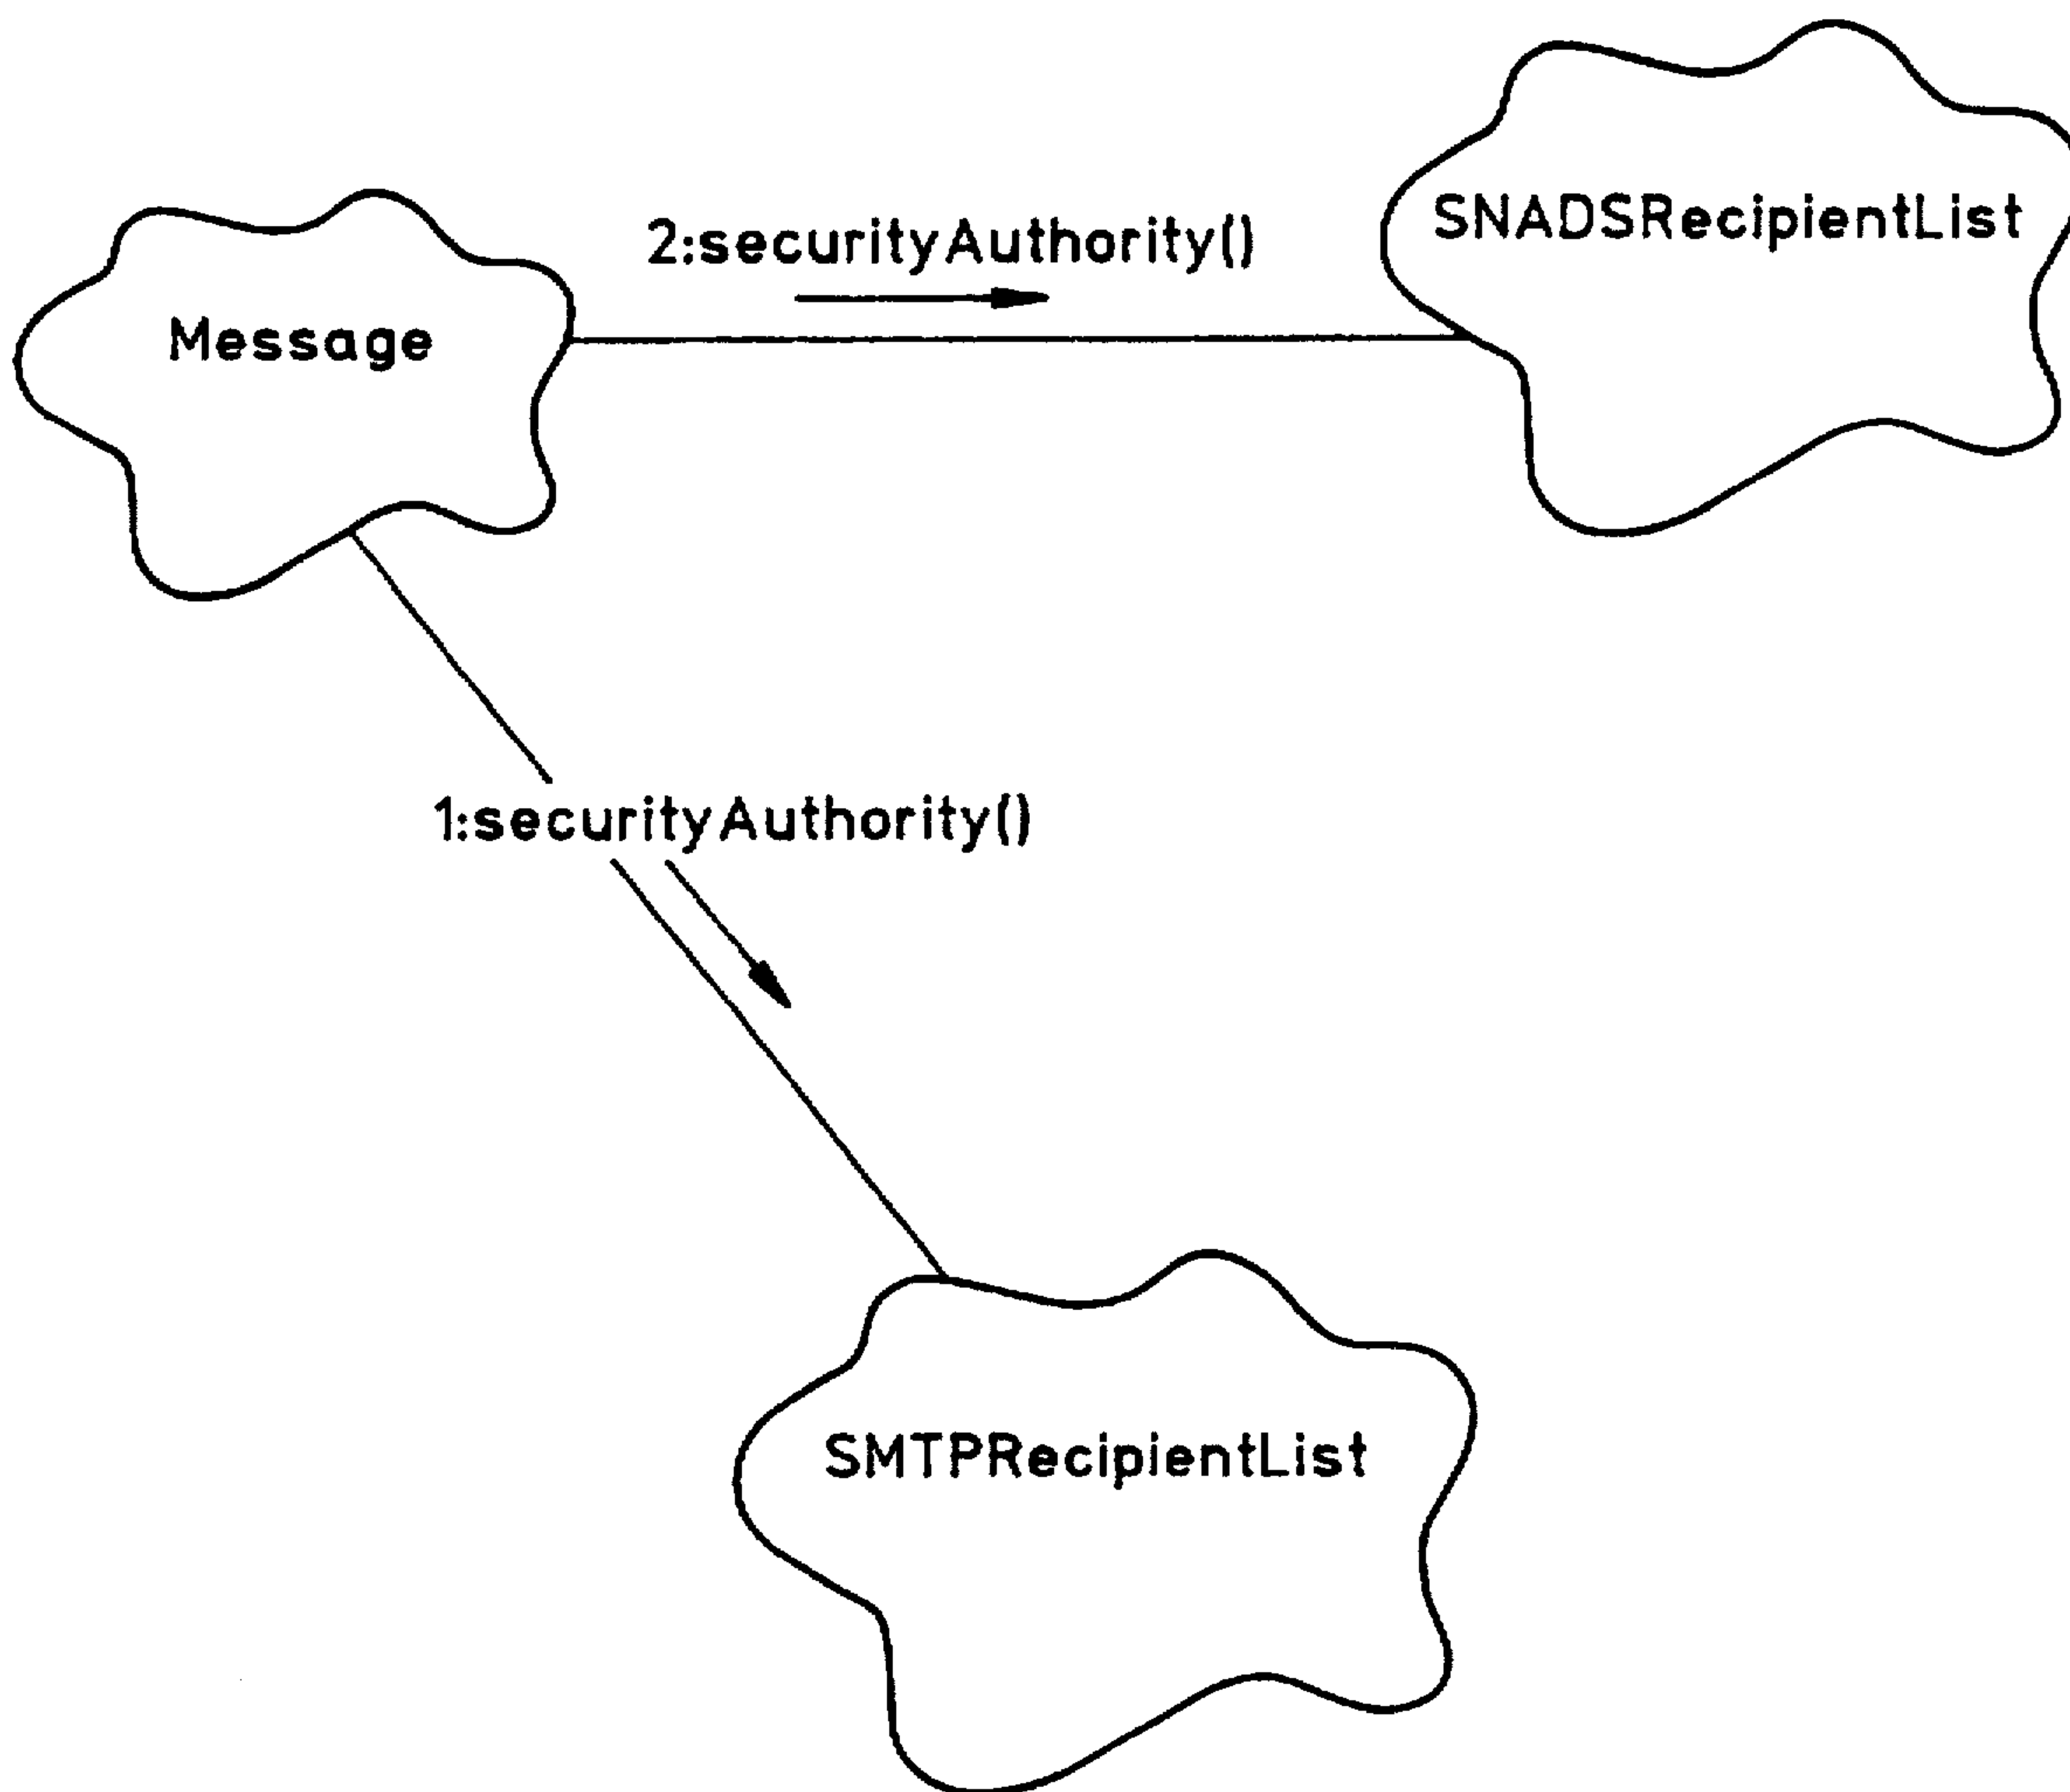 SNADSRecipientList
2:securityAuthority()
Message
1:securityAuthority()
SMTPRecipientList